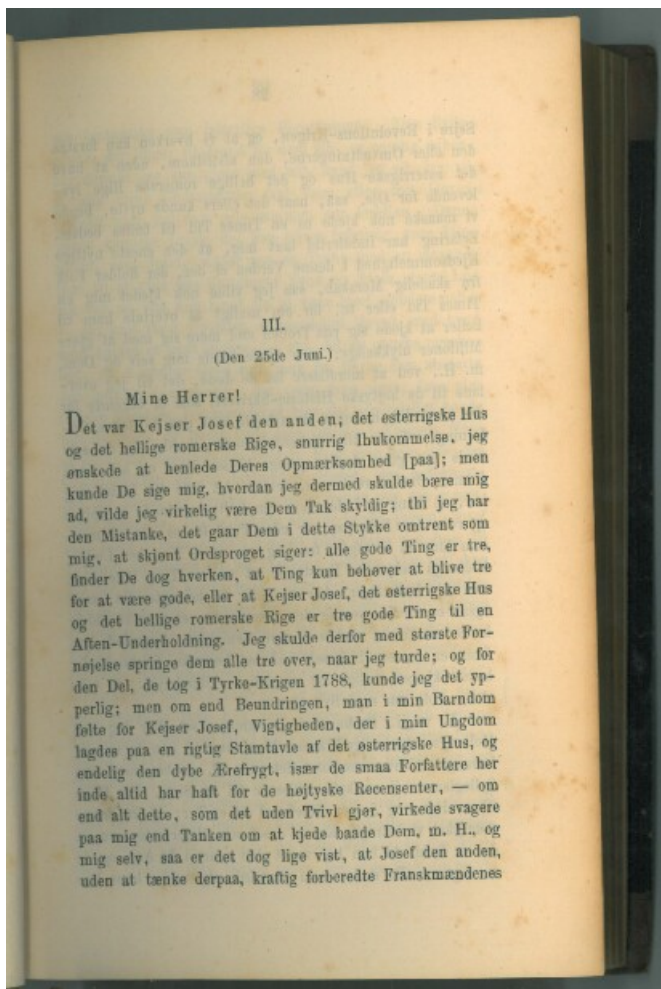 III.
(Den 25de Juni.)
Mine Herrer!
Det var Kejser Josef den anden, det østerrigske Hus
og det hellige romerske Rige, snurrig Ihukommelse, jeg
ønskede at henlede Deres Opmærksomhed [paa]; men
kunde De sige mig, hvordan jeg dermed skulde bære mig
ad, vilde jeg virkelig være Dem Tak skyldig; thi jeg har
den Mistanke, det gaar Dem i dette Stykke omtrent som
mig, at skjønt Ordsproget siger: alle gode Ting er tre,
finder De dog hverken, at Ting kun behøver at blive tre
for at være gode, eller at Kejser Josef, det østerrigske Hus
og det hellige romerske Rige er tre gode Ting til en
Aften-Underholdning. Jeg skulde derfor med største For-
nøjelse springe dem alle tre over, naar jeg turde; og for
den Del, de tog i Tyrke-Krigen 1788, kunde jeg det yp-
perlig; men om end Beundringen, man i min Barndom
følte for Kejser Josef, Vigtigheden, der i min Ungdom
lagdes paa en rigtig Stamtavle af det østerrigske Hus, og
endelig den dybe Ærefrygt, især de smaa Forfattere her
inde altid har haft for de højtyske Recensenter, — om
end alt dette, som det uden Tvivl gjør, virkede svagere
paa mig end Tanken om at kjede baade Dem, m. H., og
mig selv, saa er det dog lige vist, at Josef den anden,
uden at tænke derpaa, kraftig forberedte Franskmændenes